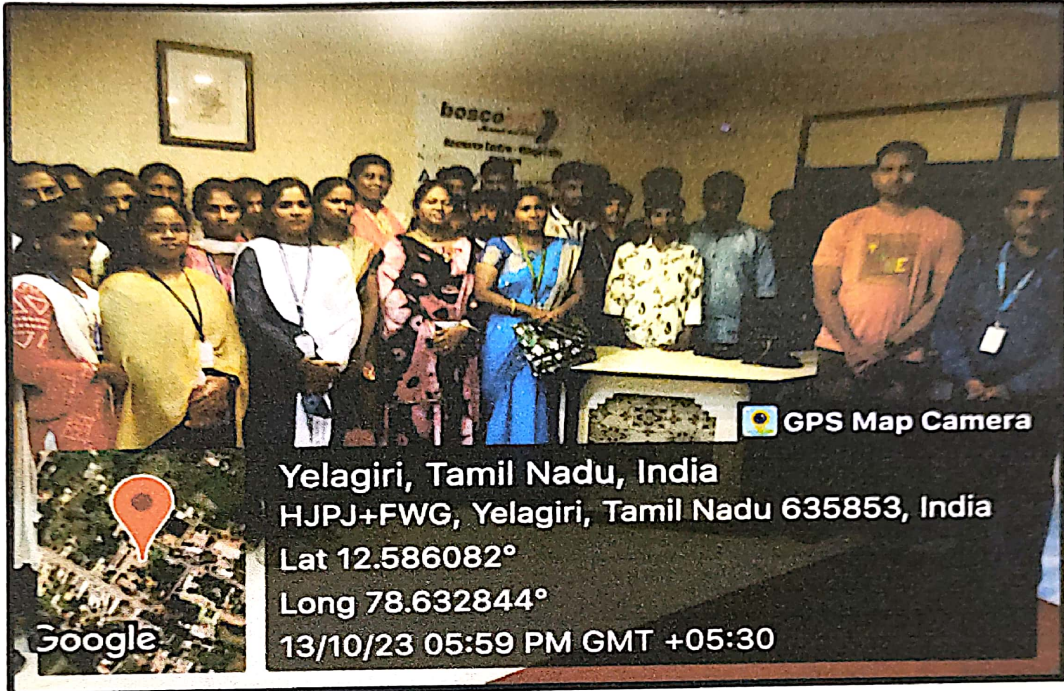 bosco
GPS Map Camera
Yelagiri, Tamil Nadu, India
HJPJ+FWG, Yelagiri, Tamil Nadu 635853, India
Lat 12.586082°
Long 78.632844°
13/10/23 05:59 PM GMT +05:30
Google